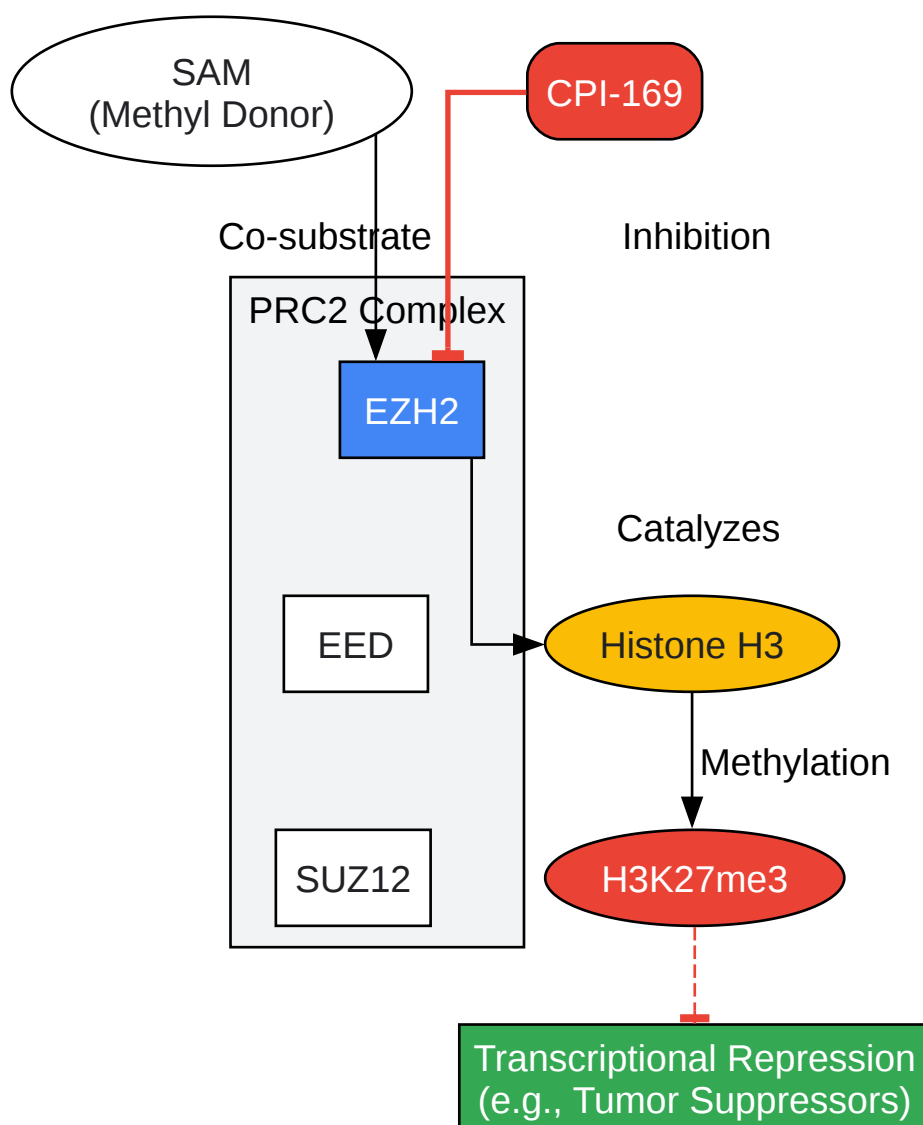 SAM
(Methyl Donor)
CPI-169
Co-substrate
Inhibition
PRC2 Complex
EZH2
Catalyzes
EED
Histone H3
Methylation
SUZ12
H3K27me3
Transcriptional Repression
(e.g., Tumor Suppressors)